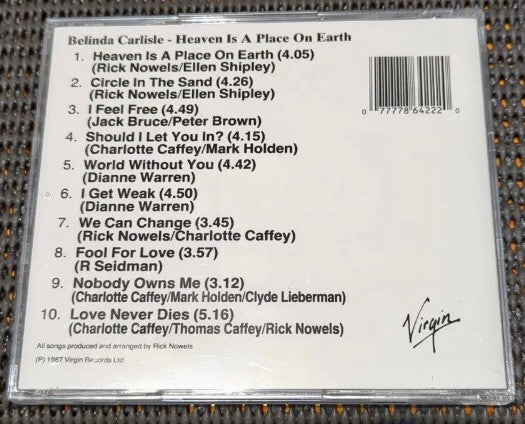 Belinda Carlisle - Heaven Is A Place On Earth
1. Heaven Is A Place On Earth (4.05)
(Rick Nowels/Ellen Shipley)
2. Circle In The Sand (4.26)
(Rick Nowels/Ellen Shipley)
3. I Feel Free (4.49)
(Jack Bruce/Peter Brown)
4. Should I Let You In? (4.15)
(Charlotte Caffey/Mark Holden)
5. World Without You (4.42)
(Dianne Warren)
6. I Get Weak (4.50)
(Dianne Warren)
7. We Can Change (3.45)
(Rick Nowels/Charlotte Caffey)
8. Fool For Love (3.57)
(R Seidman)
9. Nobody Owns Me (3.12)
(Charlotte Caffey/Mark Holden/Clyde Lieberman)
10. Love Never Dies (5.16)
(Charlotte Caffey/Thomas Caffey/Rick Nowels)
All songs produced and arranged by Rick Nowels
(P) 1987 Virgin Records Ltd
0 77778 64222 0
Virgin